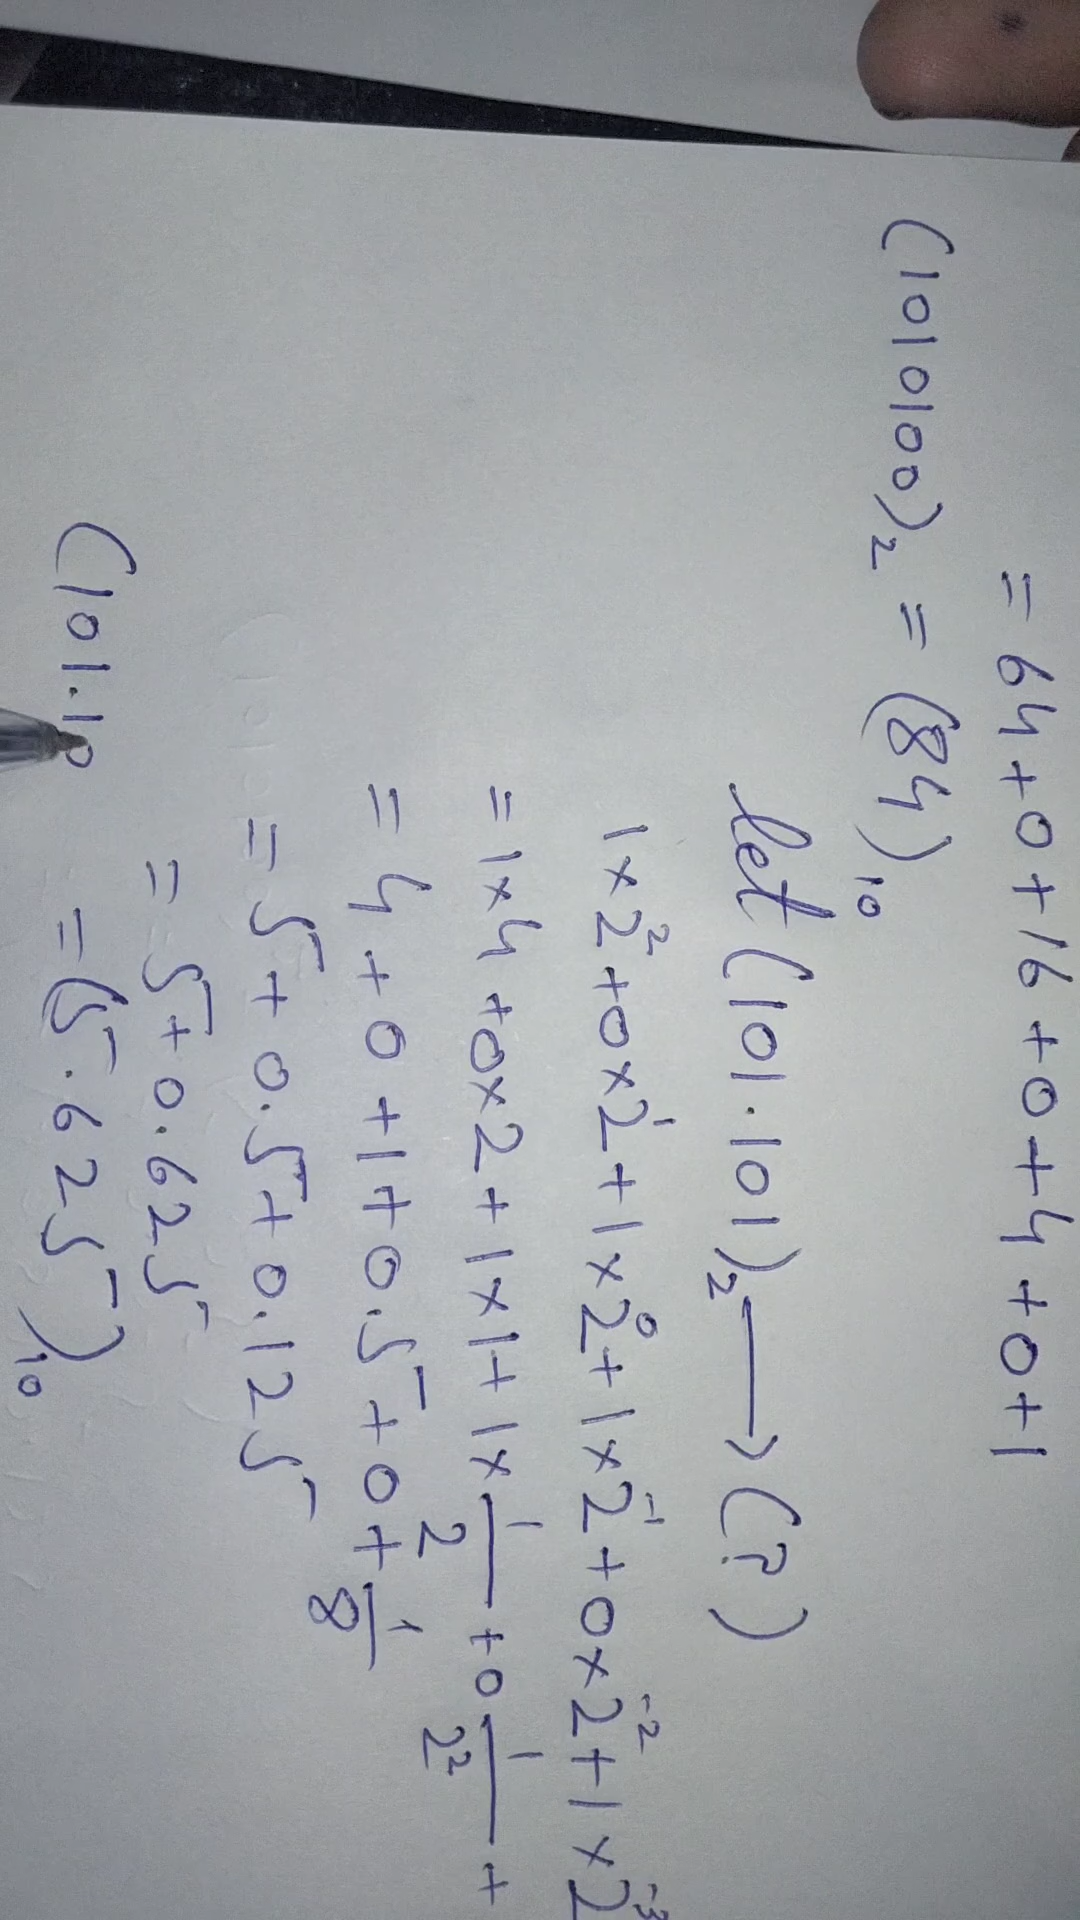 = 64+0+16+0+4+0+1
(1010100)₂ = (84)₁₀
let (101.101)₂ ⟶ (?)
1×2²+0×2¹+1×2⁰+1×2⁻¹+0×2⁻²+1×2⁻³
= 1×4+0×2+1×1+1×1/2+0 1/2²+
= 4+0+1+0.5+0+1/8
= 5+0.5+0.125
= 5+0.625
(101.10 = (5.625)₁₀